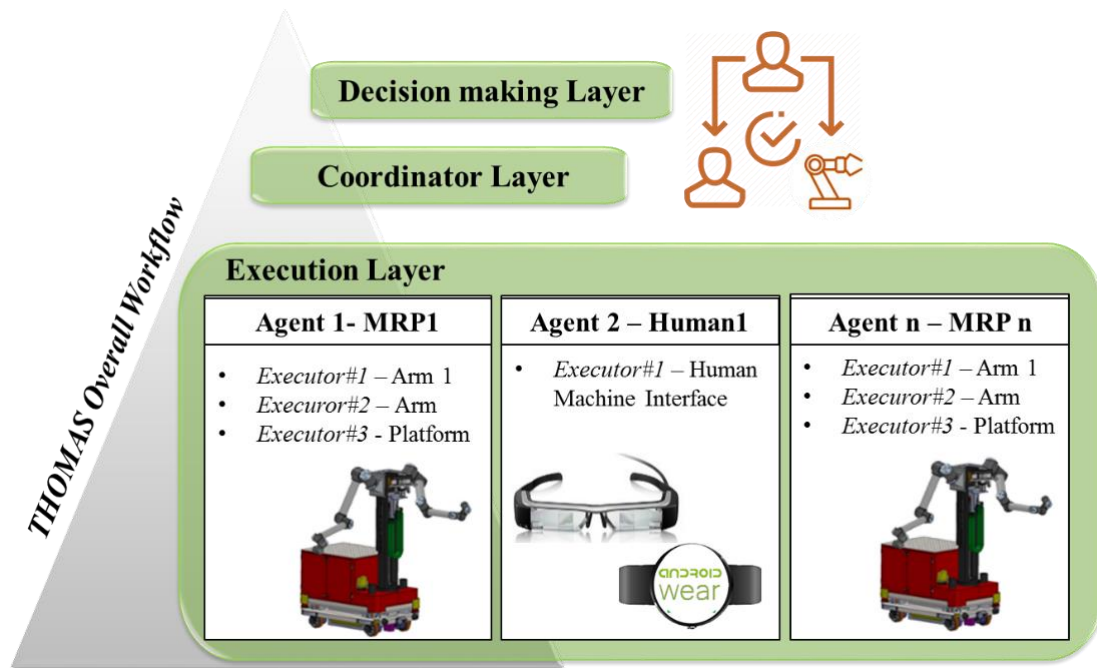 THOMAS Overall Workflow
Decision making Layer
Coordinator Layer
Execution Layer
Agent 1- MRP1
• Executor#1 – Arm 1
• Execuror#2 – Arm
• Executor#3 - Platform
Agent 2 – Human1
• Executor#1 – Human
Machine Interface
ANDROID
wear
Agent n – MRP n
• Executor#1 – Arm 1
• Execuror#2 – Arm
• Executor#3 - Platform